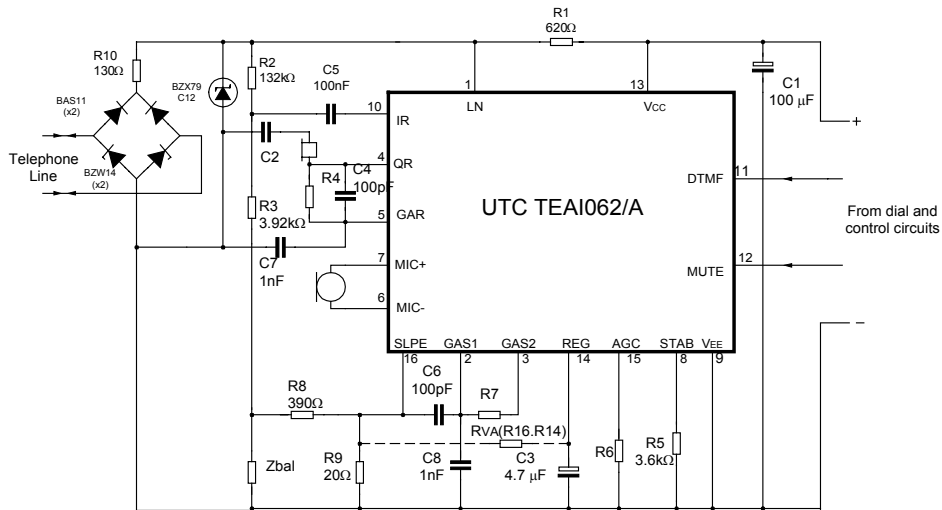 R1
620Ω
R10
130Ω
R2
132kΩ
BZX79
C12
C5
100nF
BAS11
(x2)
1
LN
13
VCC
C1
100 μF
+
10
IR
C2
4
QR
R4
C4
100pF
Telephone
Line
BZW14
(x2)
DTMF
11
R3
3.92kΩ
5
GAR
UTC TEAI062/A
From dial and
control circuits
C7
1nF
7
MIC+
MUTE
12
6
MIC-
SLPE
GAS1
GAS2
REG
AGC
STAB
VEE
16
2
3
14
15
8
9
–
C6
100pF
R8
390Ω
R7
RVA(R16.R14)
R9
20Ω
C8
1nF
C3
4.7 μF
R6
R5
3.6kΩ
Zbal